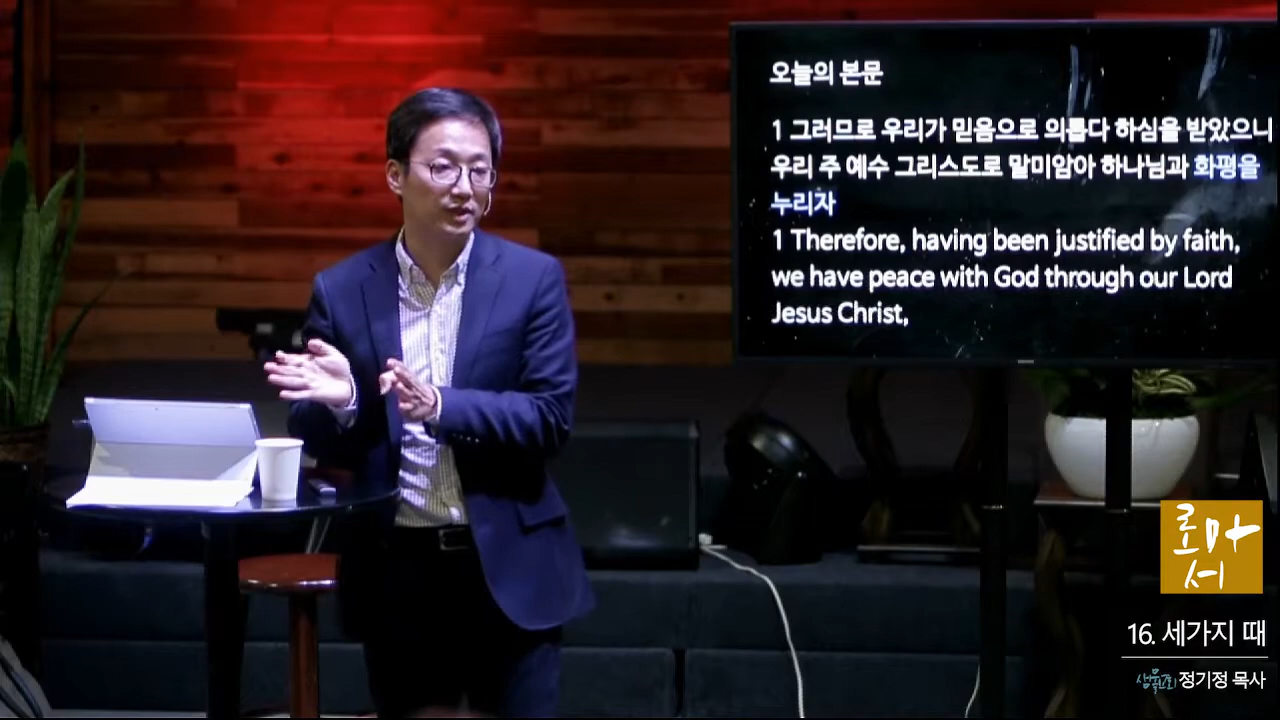 오늘의 본문
1 그러므로 우리가 믿음으로 의롭다 하심을 받았으니
우리 주 예수 그리스도로 말미암아 하나님과 화평을
누리자
1 Therefore, having been justified by faith,
we have peace with God through our Lord
Jesus Christ,
로마
서
16. 세가지 때
샘물교회 정기정 목사